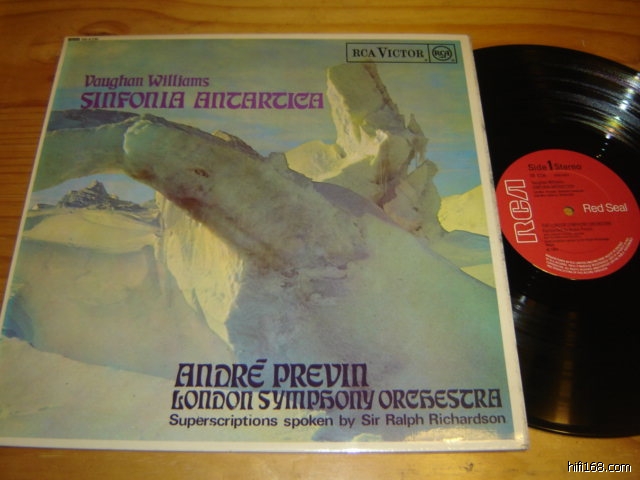 RCA VICTOR
RCA
Vaughan Williams
SINFONIA ANTARTICA
ANDRÉ PREVIN
LONDON SYMPHONY ORCHESTRA
Superscriptions spoken by Sir Ralph Richardson
Side 1 Stereo
RCA
Red Seal
hifi168.com